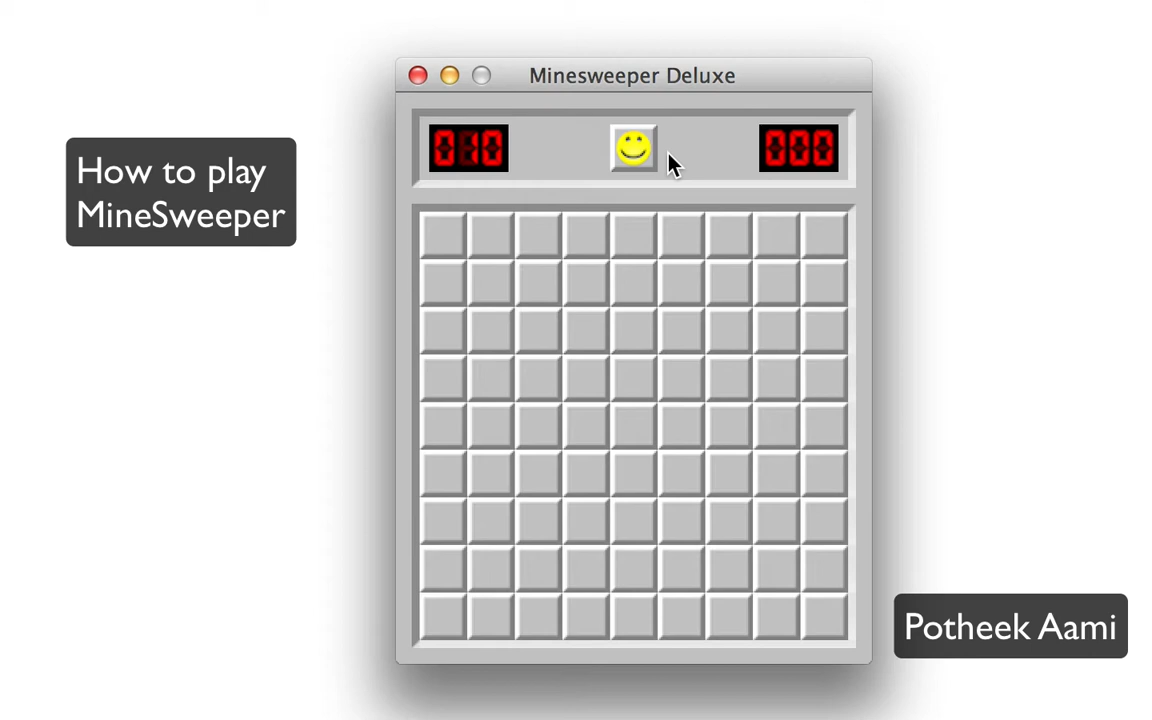 Minesweeper Deluxe
010
000
How to play
MineSweeper
Potheek Aami